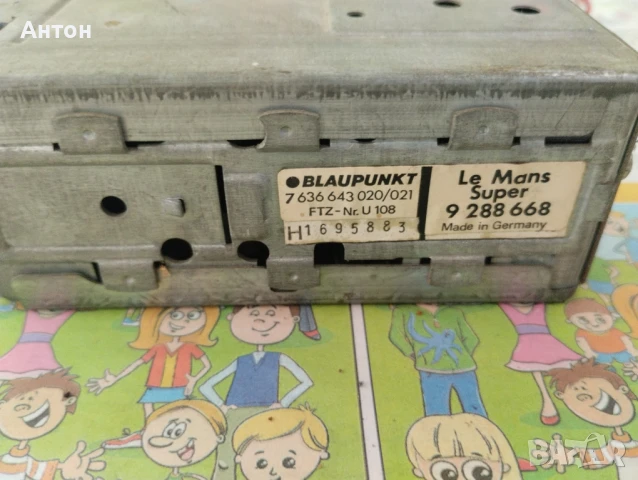 Антон
BLAUPUNKT
7 636 643 020/021
FTZ-Nr. U 108
H1695883
Le Mans
Super
9 288 668
Made in Germany